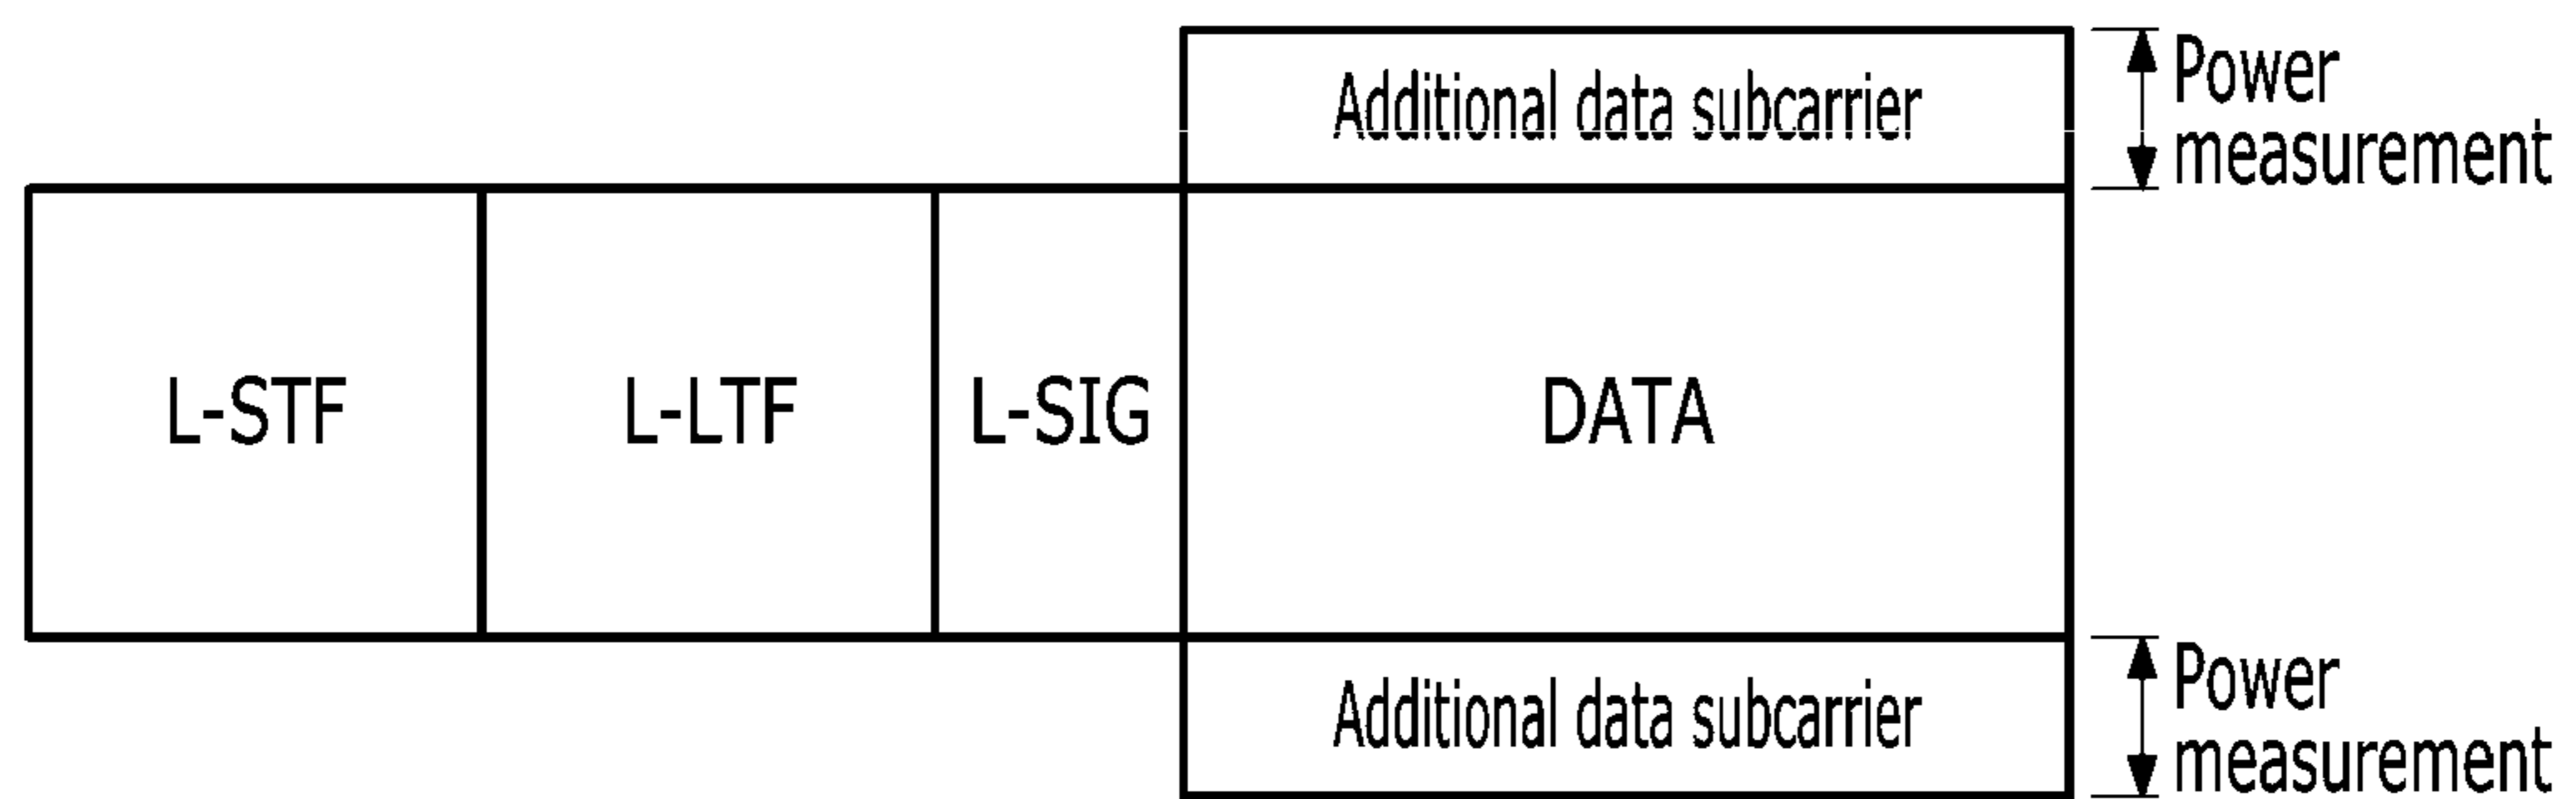 Additional data subcarrier
Power
measurement
L-STF
L-LTF
L-SIG
DATA
Additional data subcarrier
Power
measurement